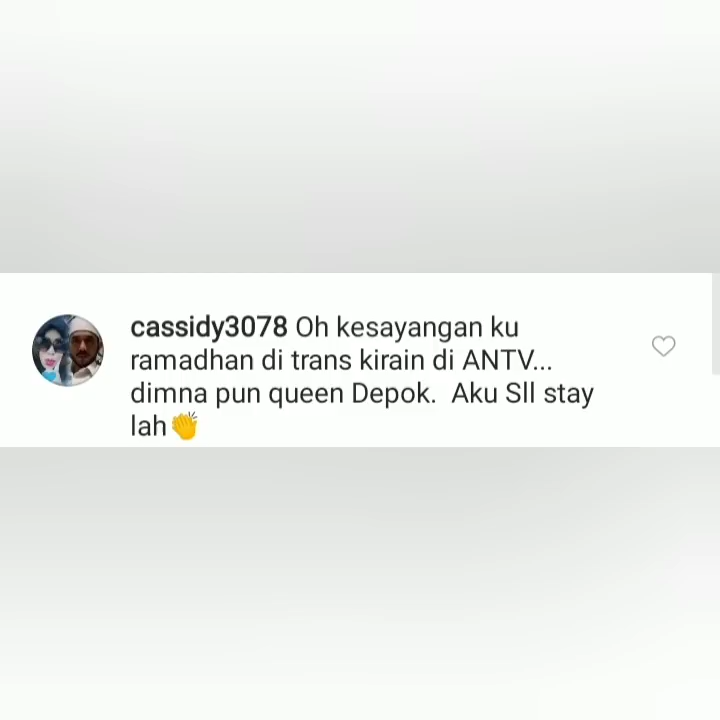 cassidy3078 Oh kesayangan ku
ramadhan di trans kirain di ANTV...
dimna pun queen Depok.  Aku Sll stay
lah👏